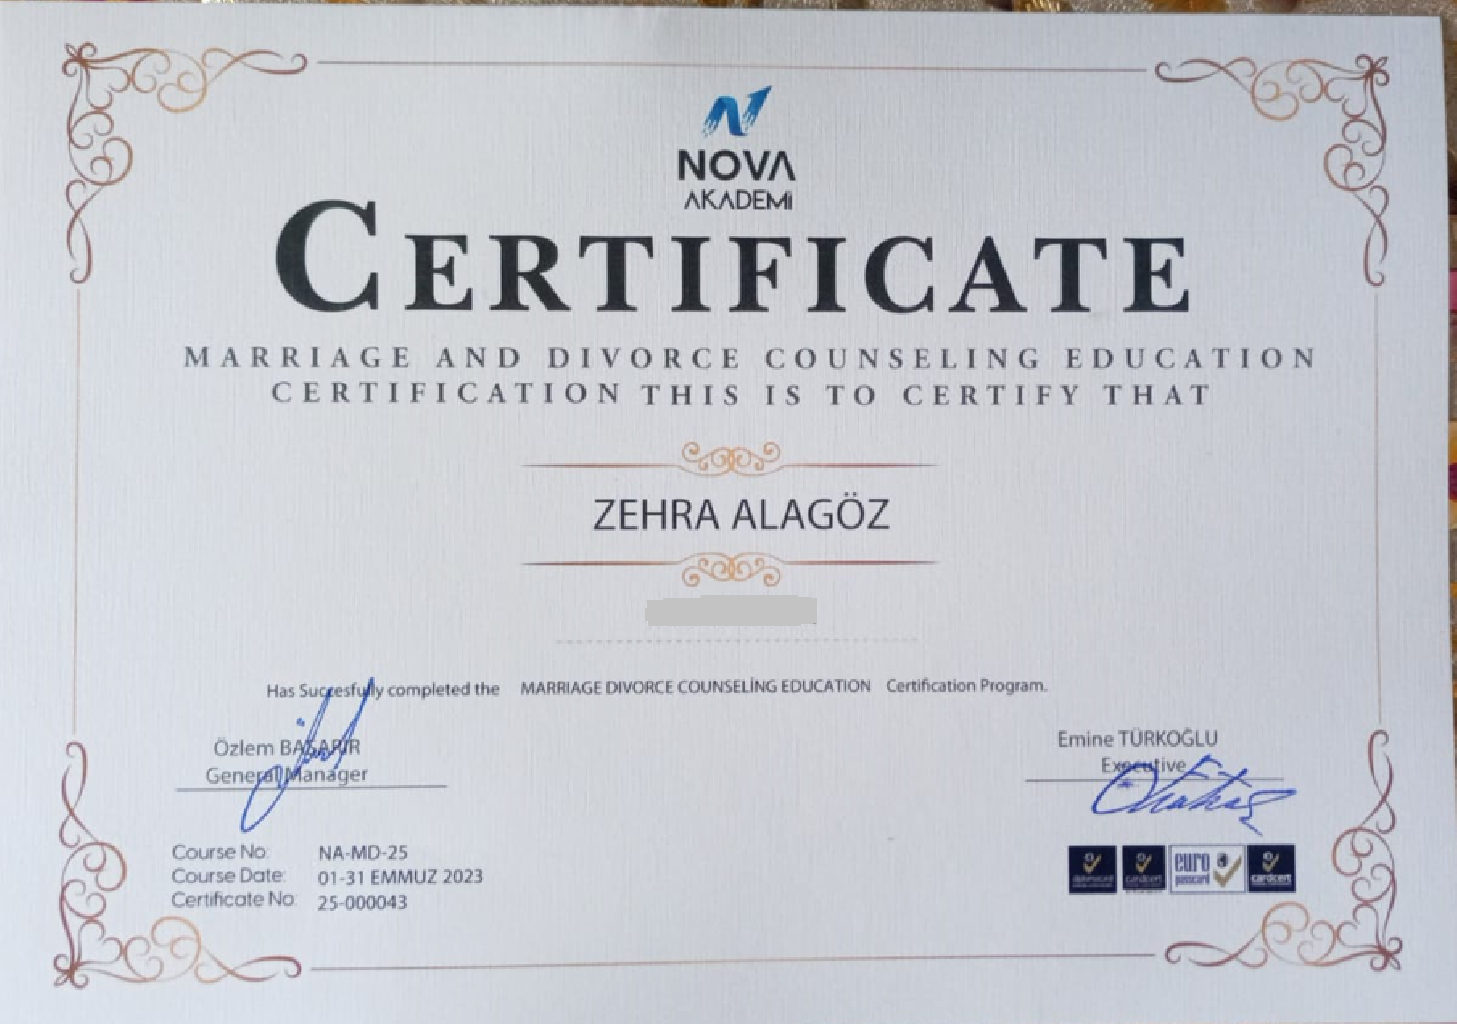 NOVA
AKADEMİ
CERTIFICATE
MARRIAGE AND DIVORCE COUNSELING EDUCATION
CERTIFICATION THIS IS TO CERTIFY THAT
ZEHRA ALAGÖZ
Has Succesfully completed the MARRIAGE DIVORCE COUNSELİNG EDUCATION Certification Program.
Özlem BAŞARIR
General Manager
Emine TÜRKOĞLU
Executive
Course No: NA-MD-25
Course Date: 01-31 EMMUZ 2023
Certificate No: 25-000043
euro
cardcert